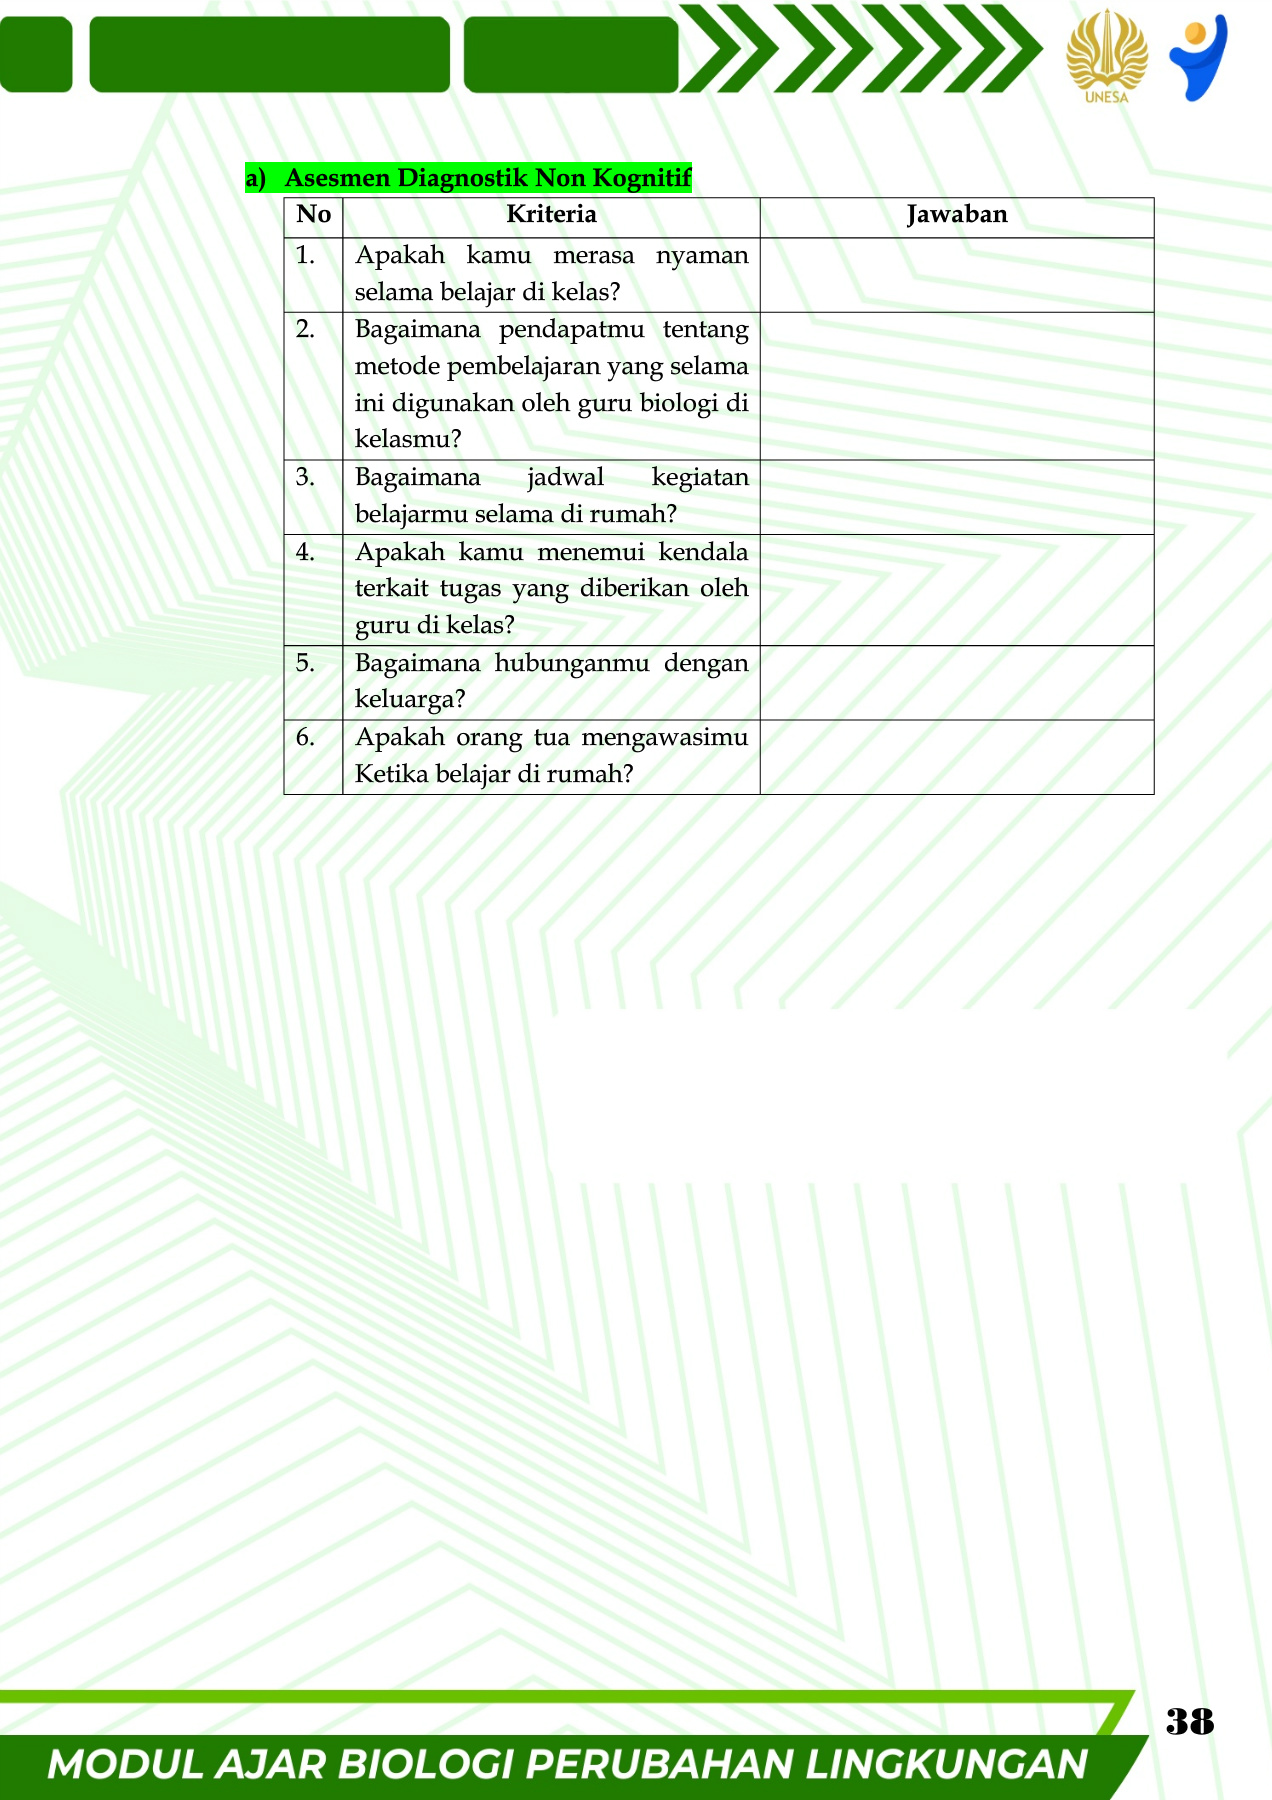 UNESA
a) Asesmen Diagnostik Non Kognitif
No Kriteria Jawaban
1. Apakah kamu merasa nyaman
selama belajar di kelas?
2. Bagaimana pendapatmu tentang
metode pembelajaran yang selama
ini digunakan oleh guru biologi di
kelasmu?
3. Bagaimana jadwal kegiatan
belajarmu selama di rumah?
4. Apakah kamu menemui kendala
terkait tugas yang diberikan oleh
guru di kelas?
5. Bagaimana hubunganmu dengan
keluarga?
6. Apakah orang tua mengawasimu
Ketika belajar di rumah?
38
MODUL AJAR BIOLOGI PERUBAHAN LINGKUNGAN